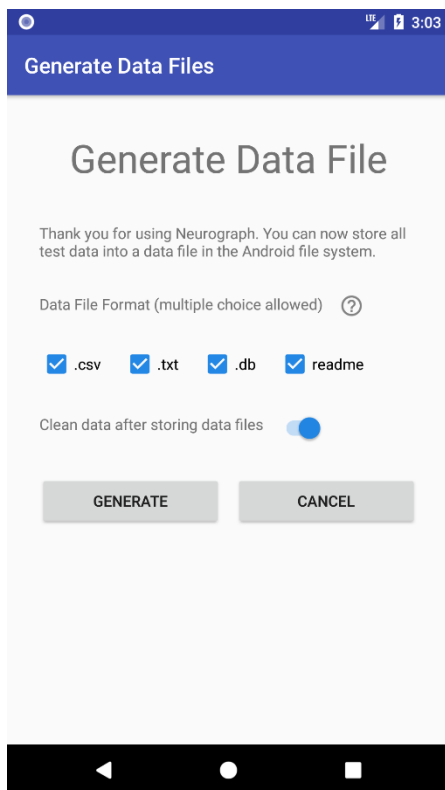 LTE 3:03
Generate Data Files
Generate Data File
Thank you for using Neurograph. You can now store all
test data into a data file in the Android file system.
Data File Format (multiple choice allowed) ?
.csv .txt .db readme
Clean data after storing data files
GENERATE CANCEL